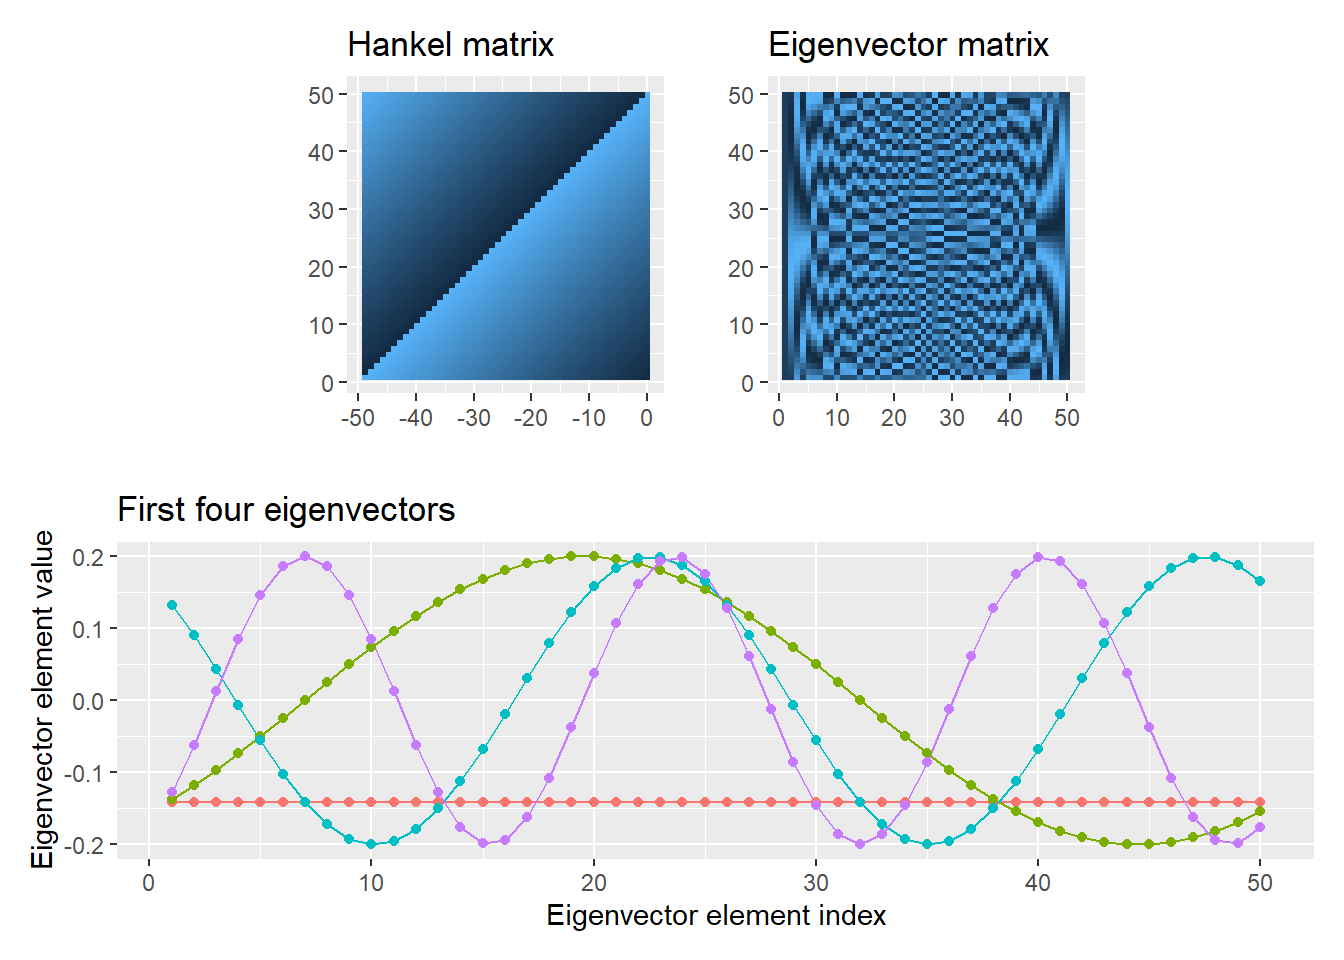 Hankel matrix
Eigenvector matrix
50
40
30
20
10
0
-50 -40 -30 -20 -10 0
50
40
30
20
10
0
0 10 20 30 40 50
First four eigenvectors
Eigenvector element value
0.2
0.1
0.0
-0.1
-0.2
0 10 20 30 40 50
Eigenvector element index